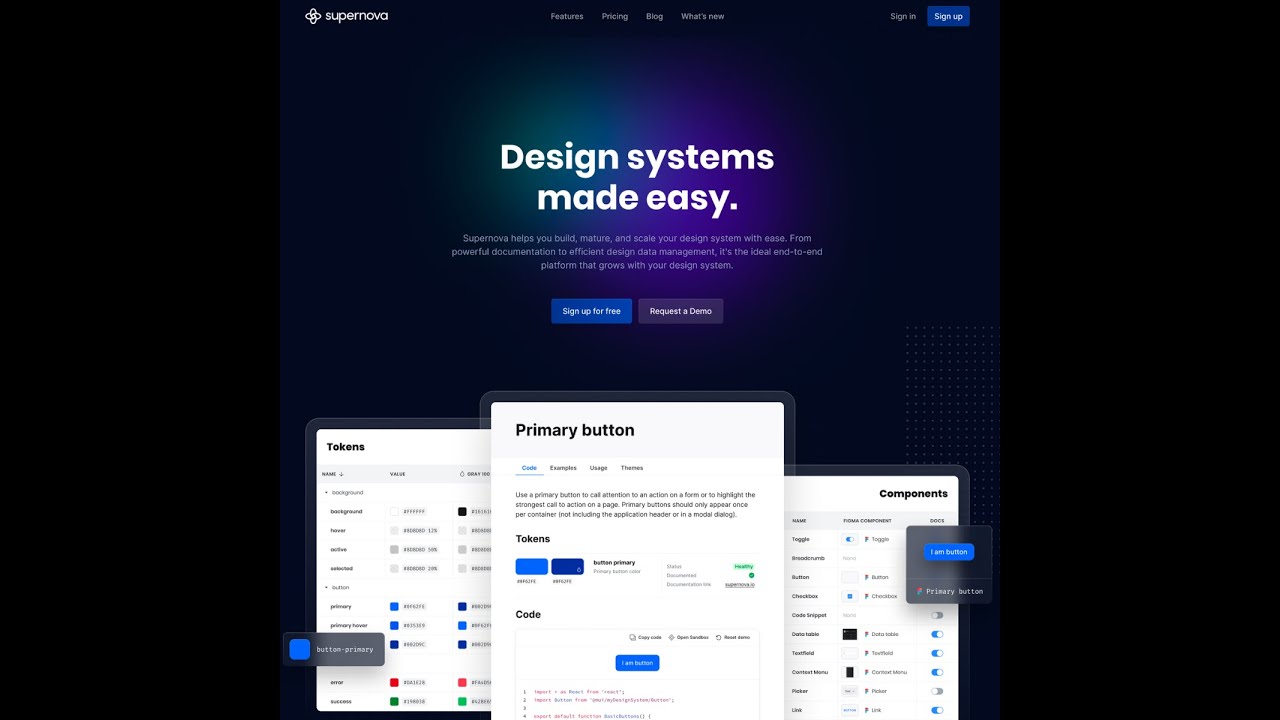 supernova
Features Pricing Blog What's new
Sign in Sign up
Design systems
made easy.
Supernova helps you build, mature, and scale your design system with ease. From
powerful documentation to efficient design data management, it's the ideal end-to-end
platform that grows with your design system.
Sign up for free Request a Demo
Tokens
NAME VALUE GRAY 100
background
background #FFFFFF #161616
hover #8D8D8D 12% #8D8D8D
active #8D8D8D 50% #8D8D8D
selected #8D8D8D 20% #8D8D8D
button
primary #0F62FE #002D9C
primary hover #0353E9 #0F62FE
#002D9C #002D9C
button-primary
error #DA1E28 #FA4D56
success #198038 #42BE65
Primary button
Code Examples Usage Themes
Use a primary button to call attention to an action on a form or to highlight the
strongest call to action on a page. Primary buttons should only appear once
per container (not including the application header or in a modal dialog).
Tokens
button primary
Primary button color
#0F62FE #0F62FE
Status Healthy
Documented
Documentation link supernova.io
Code
Copy code Open Sandbox Reset demo
I am button
1 import * as React from "react";
2 import Button from "@mui/myDesignSystem/Button";
3
4 export default function BasicButtons() {
Components
NAME FIGMA COMPONENT DOCS
Toggle Toggle
Breadcrumb None
Button Button
Checkbox Checkbox
Code Snippet None
Data table Data table
Textfield Textfield
Context Menu Context Menu
Picker Picker
Link BUTTON Link
I am button
Primary button